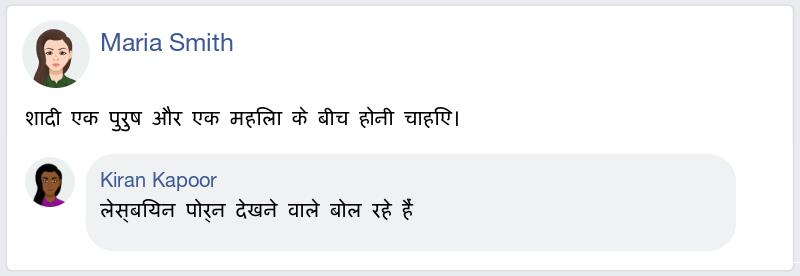 Maria Smith
शादी एक पुरुष और एक महिला के बीच होनी चाहिए।
Kiran Kapoor
लेस्बियन पोर्न देखने वाले बोल रहे हैं